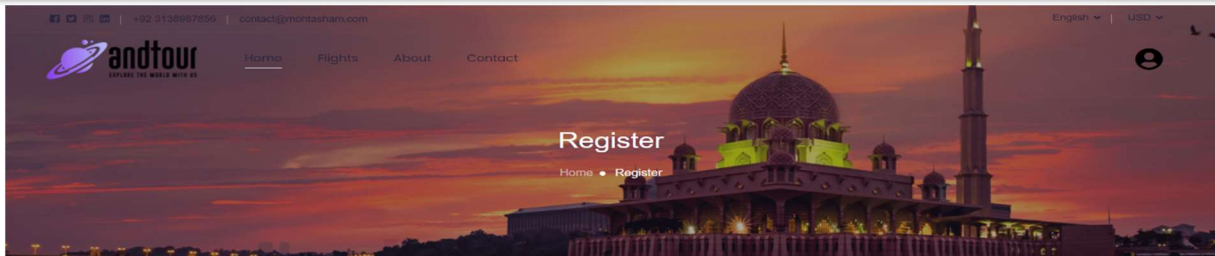 +92 3138987856 | contact@montasham.com
English | USD
andtour
EXPLORE THE WORLD WITH US
Home Flights About Contact
Register
Home • Register